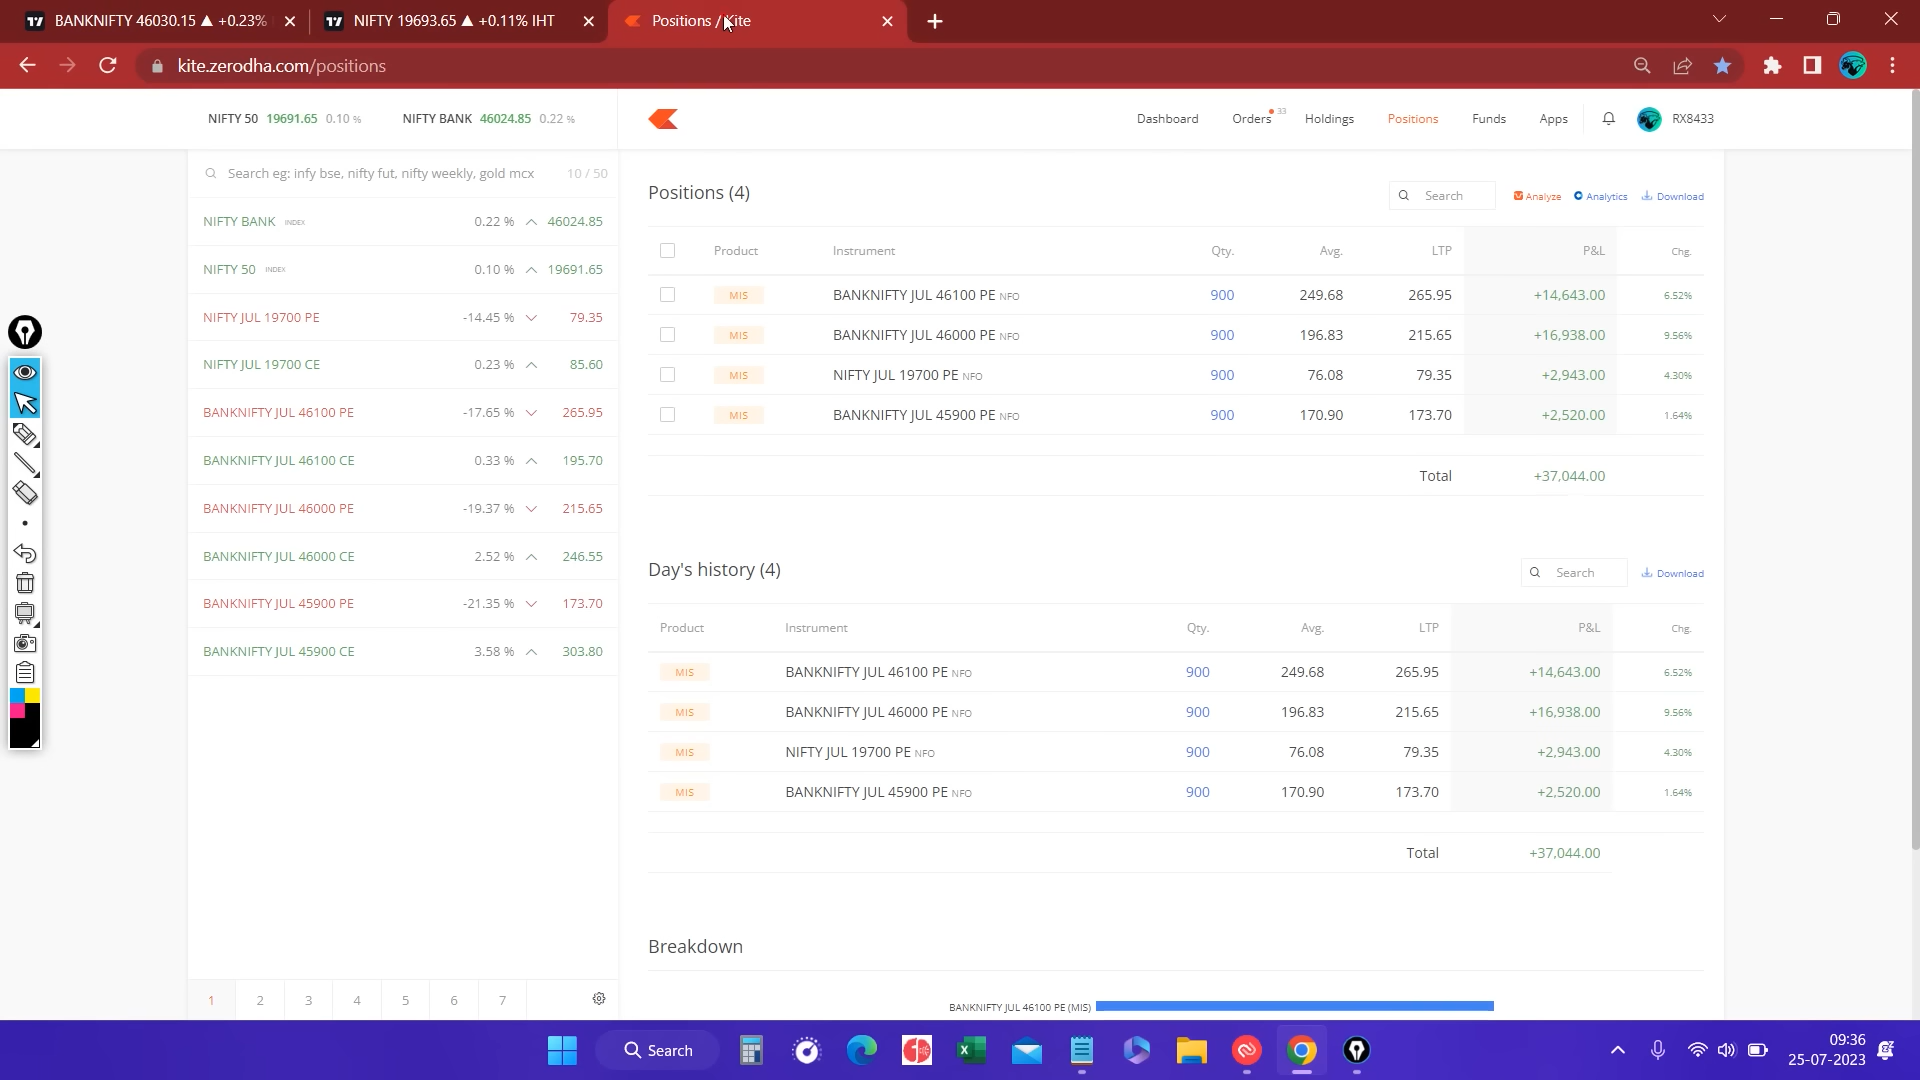 BANKNIFTY 46030.15 ▲ +0.23%
NIFTY 19693.65 ▲ +0.11% IHT
Positions / Kite
kite.zerodha.com/positions
NIFTY 50 19691.65 0.10 % NIFTY BANK 46024.85 0.22 %
Dashboard Orders 33 Holdings Positions Funds Apps RX8433
Search eg: infy bse, nifty fut, nifty weekly, gold mcx 10 / 50
NIFTY BANK INDEX 0.22 % 46024.85
NIFTY 50 INDEX 0.10 % 19691.65
NIFTY JUL 19700 PE -14.45 % 79.35
NIFTY JUL 19700 CE 0.23 % 85.60
BANKNIFTY JUL 46100 PE -17.65 % 265.95
BANKNIFTY JUL 46100 CE 0.33 % 195.70
BANKNIFTY JUL 46000 PE -19.37 % 215.65
BANKNIFTY JUL 46000 CE 2.52 % 246.55
BANKNIFTY JUL 45900 PE -21.35 % 173.70
BANKNIFTY JUL 45900 CE 3.58 % 303.80
1 2 3 4 5 6 7
Positions (4) Search Analyze Analytics Download
Product Instrument Qty. Avg. LTP P&L Chg.
MIS BANKNIFTY JUL 46100 PE NFO 900 249.68 265.95 +14,643.00 6.52%
MIS BANKNIFTY JUL 46000 PE NFO 900 196.83 215.65 +16,938.00 9.56%
MIS NIFTY JUL 19700 PE NFO 900 76.08 79.35 +2,943.00 4.30%
MIS BANKNIFTY JUL 45900 PE NFO 900 170.90 173.70 +2,520.00 1.64%
Total +37,044.00
Day's history (4) Search Download
Product Instrument Qty. Avg. LTP P&L Chg.
MIS BANKNIFTY JUL 46100 PE NFO 900 249.68 265.95 +14,643.00 6.52%
MIS BANKNIFTY JUL 46000 PE NFO 900 196.83 215.65 +16,938.00 9.56%
MIS NIFTY JUL 19700 PE NFO 900 76.08 79.35 +2,943.00 4.30%
MIS BANKNIFTY JUL 45900 PE NFO 900 170.90 173.70 +2,520.00 1.64%
Total +37,044.00
Breakdown
BANKNIFTY JUL 46100 PE (MIS)
Search
09:36
25-07-2023